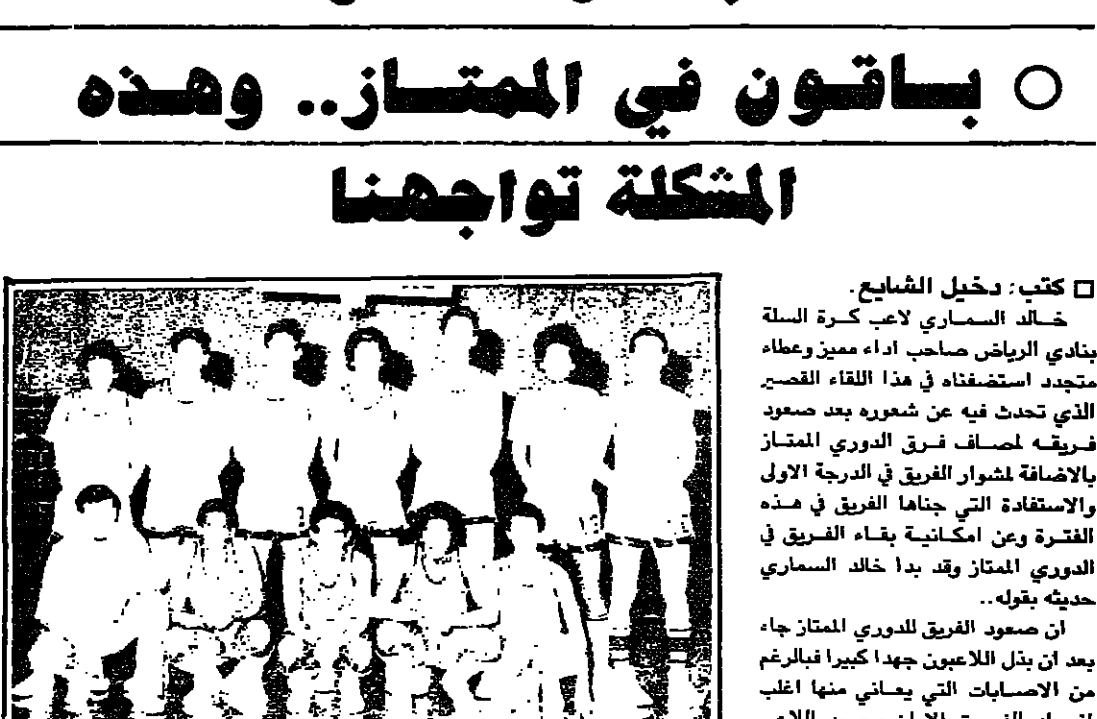 ○ باقون في الممتاز.. وهذه
المشكلة تواجهنا
□ كتب: دخيل الشايع.
خالد السماري لاعب كرة السلة
بنادي الرياض صاحب اداء مميز وعطاء
متجدد استضفناه في هذا اللقاء القصير
الذي تحدث فيه عن شعوره بعد صعود
فريقه لمصاف فرق الدوري الممتاز
بالاضافة لمشوار الفريق في الدرجة الاولى
والاستفادة التي جناها الفريق في هذه
الفترة وعن امكانية بقاء الفريق في
الدوري الممتاز وقد بدا خالد السماري
حديثه بقوله..
ان صعود الفريق للدوري الممتاز جاء
بعد ان بذل اللاعبون جهدا كبيرا فبالرغم
من الاصابات التي يعاني منها اغلب